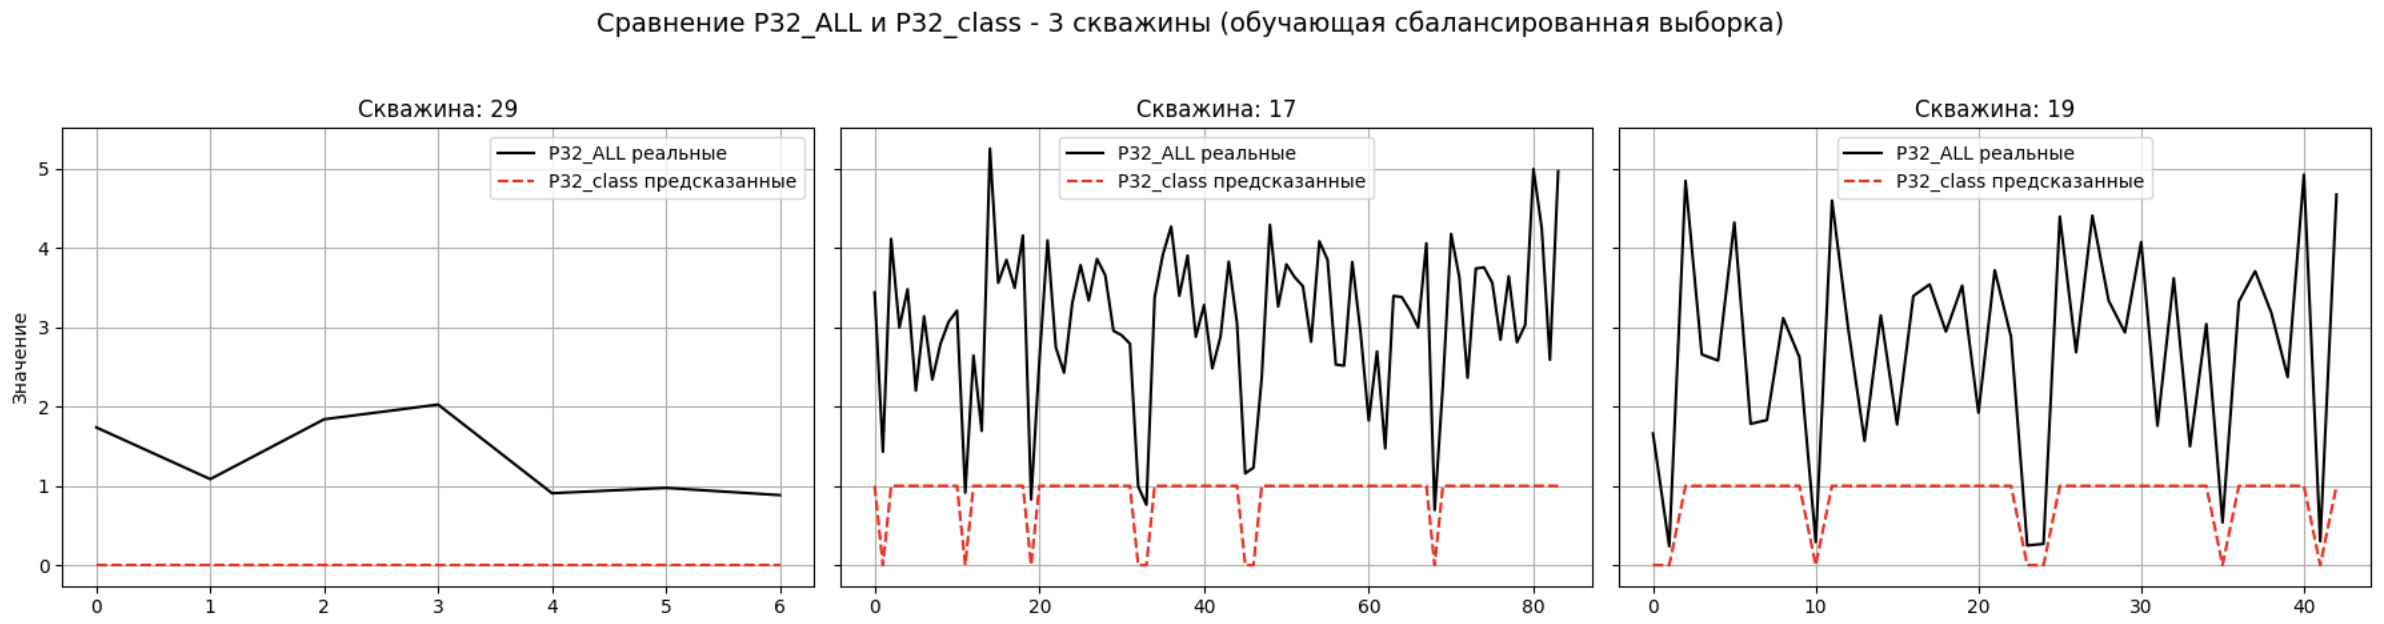 Сравнение P32_ALL и P32_class - 3 скважины (обучающая сбалансированная выборка)
Скважина: 29
P32_ALL реальные
P32_class предсказанные
Значение
5
4
3
2
1
0
0 1 2 3 4 5 6
Скважина: 17
P32_ALL реальные
P32_class предсказанные
0 20 40 60 80
Скважина: 19
P32_ALL реальные
P32_class предсказанные
0 10 20 30 40